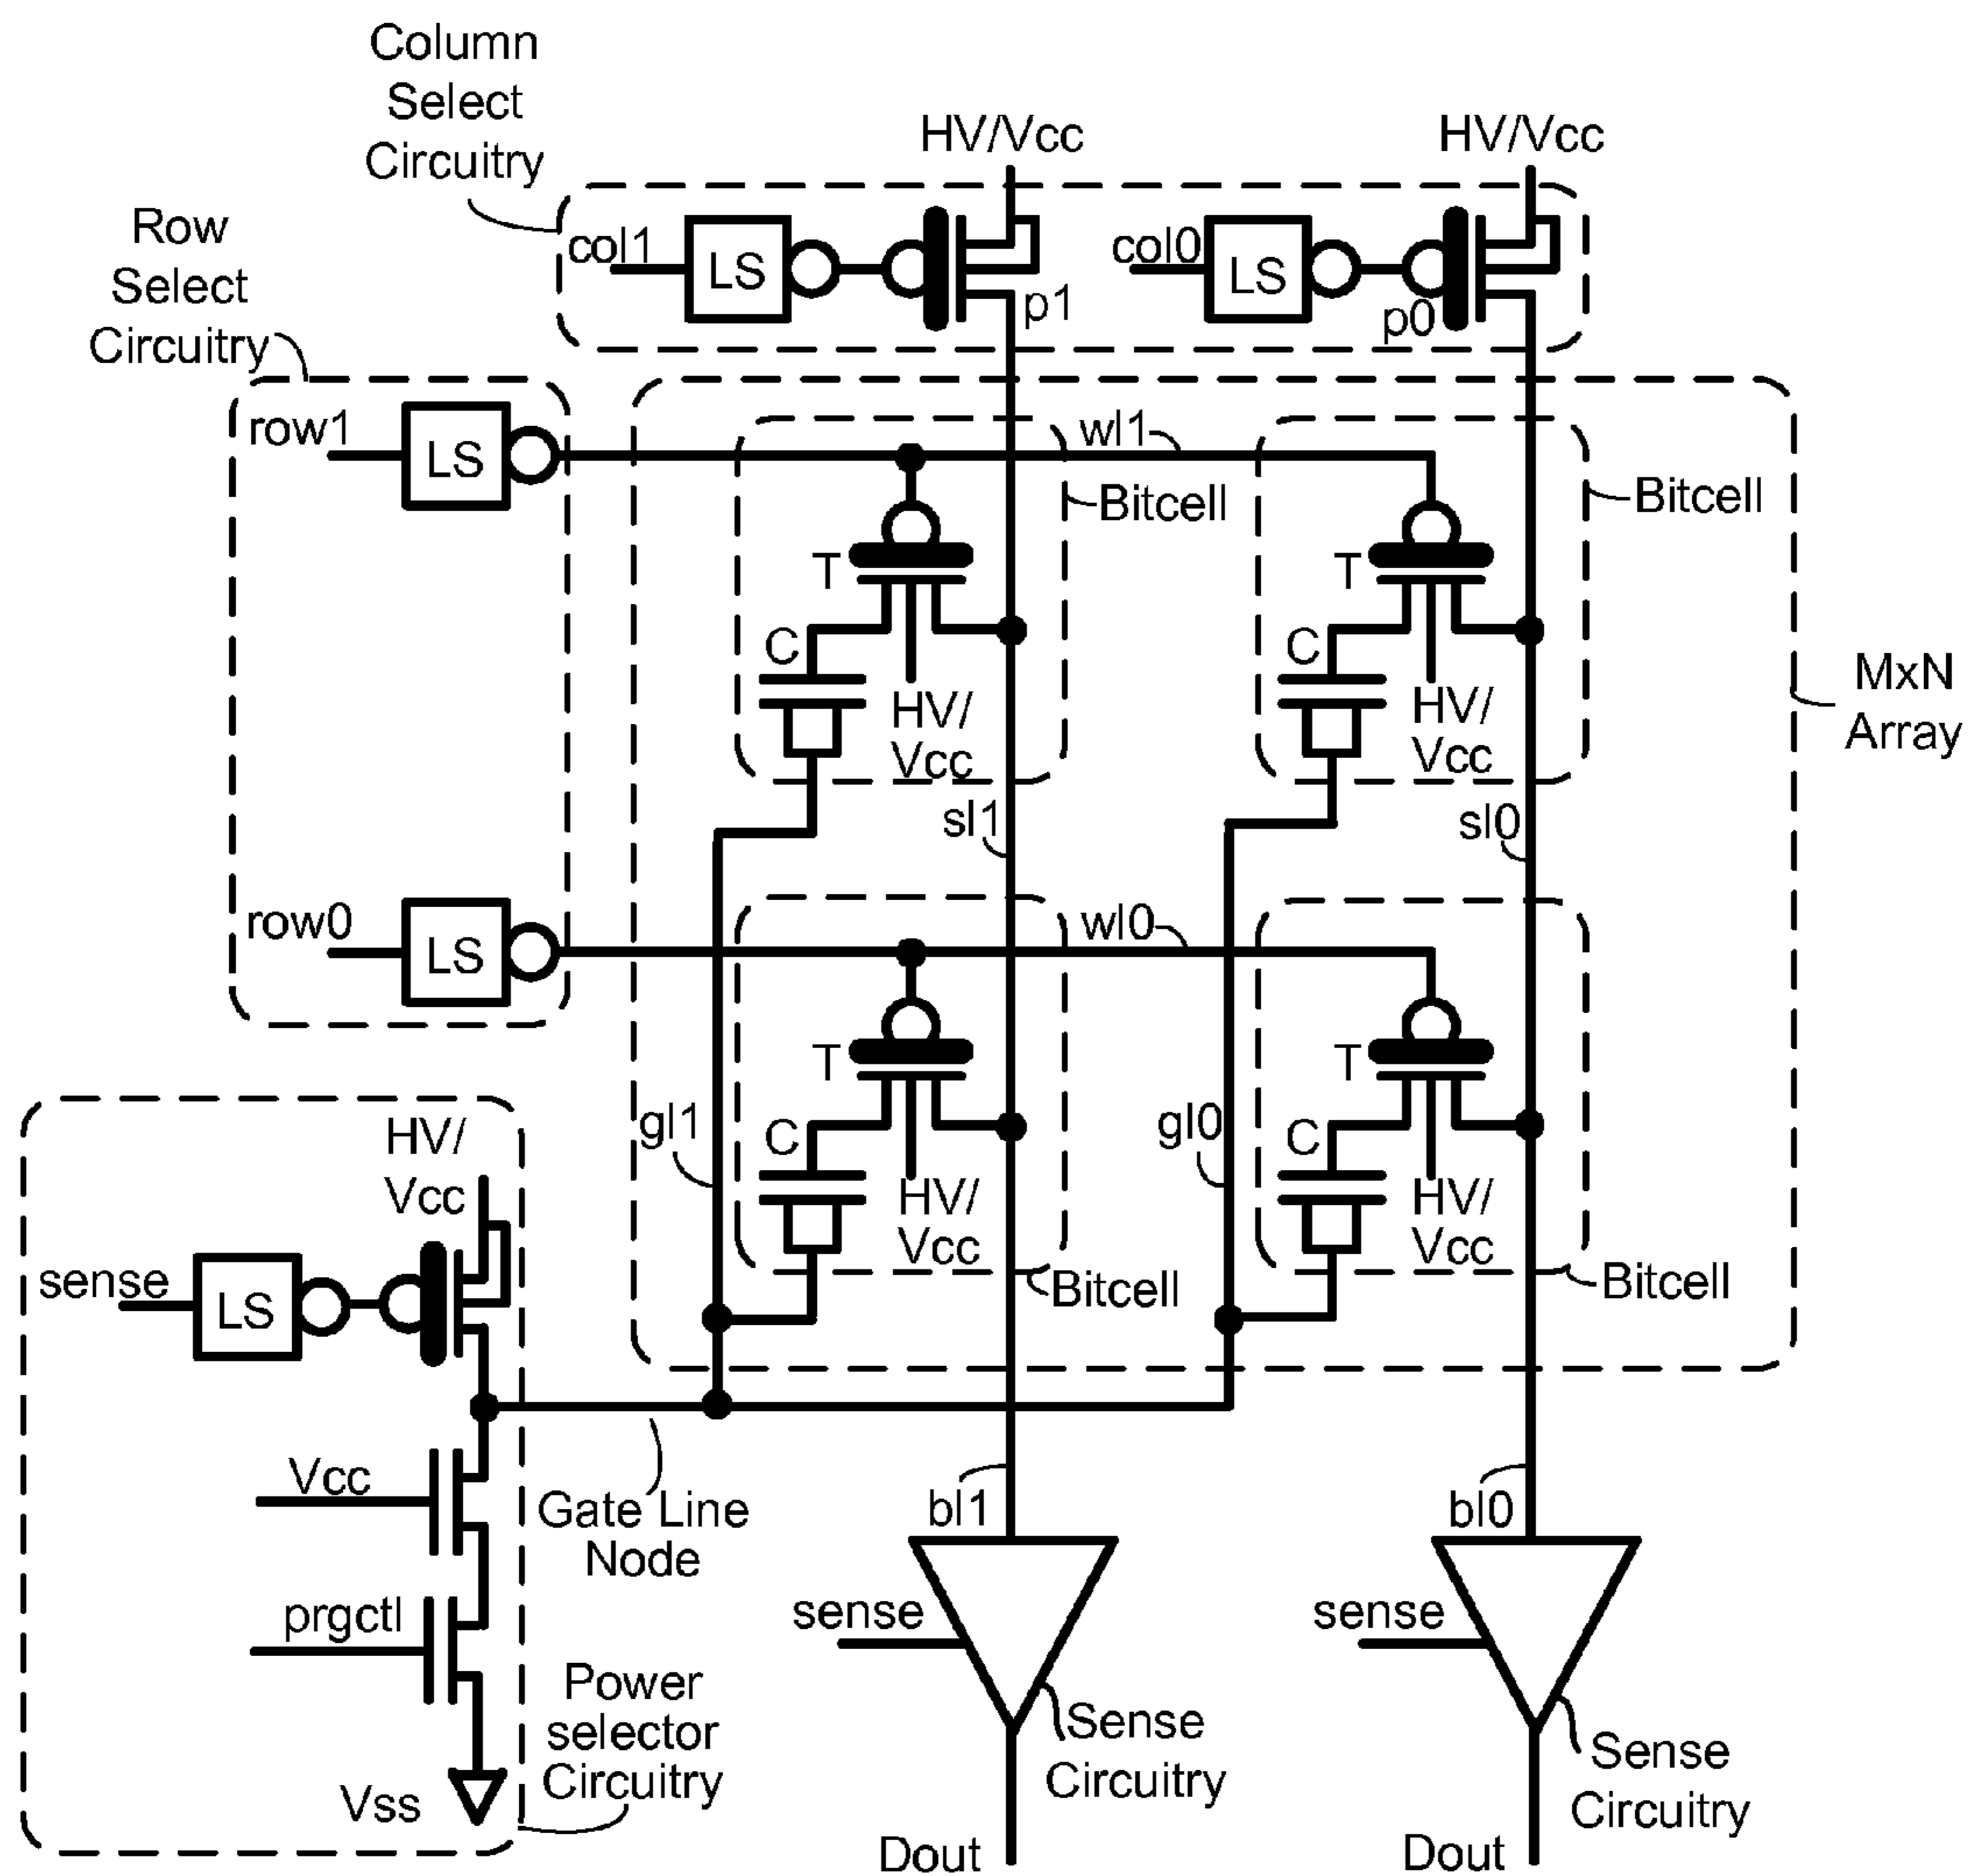 Column
Select
Circuitry
HV/Vcc
HV/Vcc
Row
Select
Circuitry
col1
LS
p1
col0
LS
p0
row1
LS
wl1
Bitcell
Bitcell
T
T
C
C
HV/
Vcc
HV/
Vcc
MxN
Array
sl1
sl0
row0
LS
wl0
T
T
gl1
C
gl0
C
HV/
Vcc
HV/
Vcc
Bitcell
Bitcell
HV/
Vcc
sense
LS
Vcc
Gate Line
Node
bl1
bl0
prgctl
sense
sense
Power
selector
Circuitry
Vss
Sense
Circuitry
Sense
Circuitry
Dout
Dout